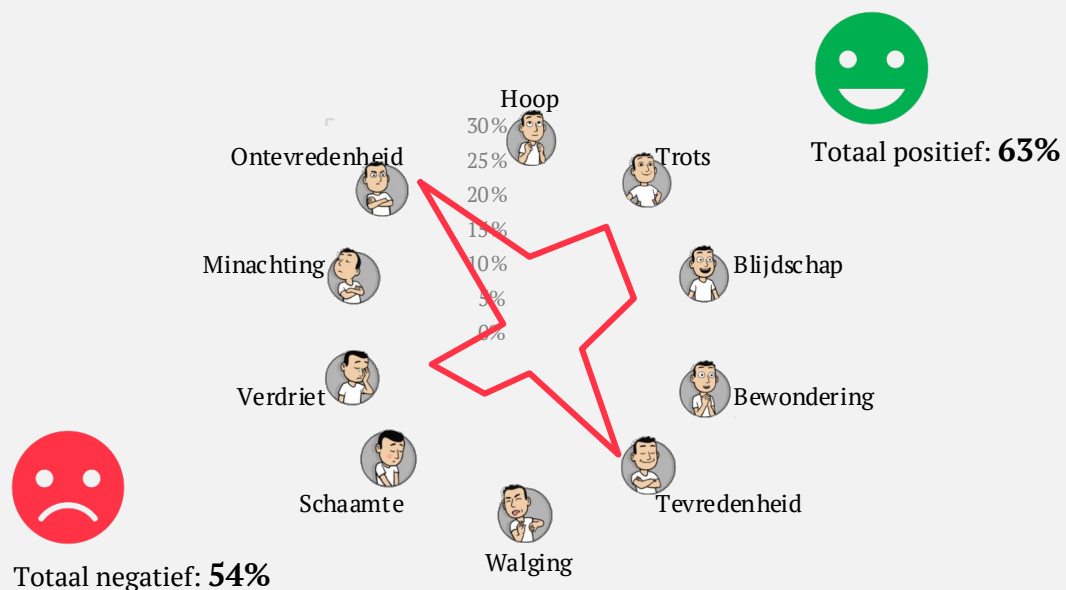 Hoop
30%
Ontevredenheid
Trots
Totaal positief: 63%
25%
20%
15%
Minachting
10%
Blijdschap
5%
0%
Verdriet
Bewondering
Schaamte
Tevredenheid
Walging
Totaal negatief: 54%